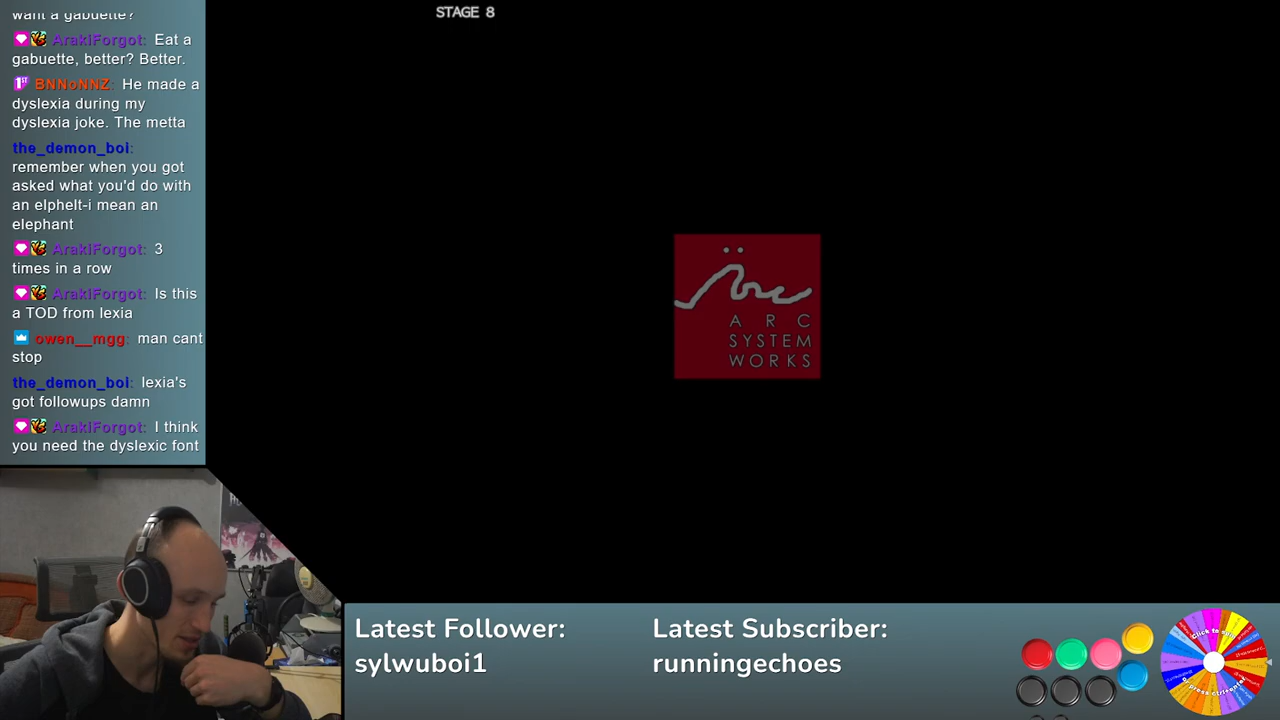 want a gabuette?
ArakiForgot: Eat a
gabuette, better? Better.
BNNoNNZ: He made a
dyslexia during my
dyslexia joke. The metta
the_demon_boi:
remember when you got
asked what you'd do with
an elphelt-i mean an
elephant
ArakiForgot: 3
times in a row
ArakiForgot: Is this
a TOD from lexia
owen__mgg: man cant
stop
the_demon_boi: lexia's
got followups damn
ArakiForgot: I think
you need the dyslexic font
STAGE 8
ARC
SYSTEM
WORKS
Latest Follower:
sylwuboi1
Latest Subscriber:
runningechoes